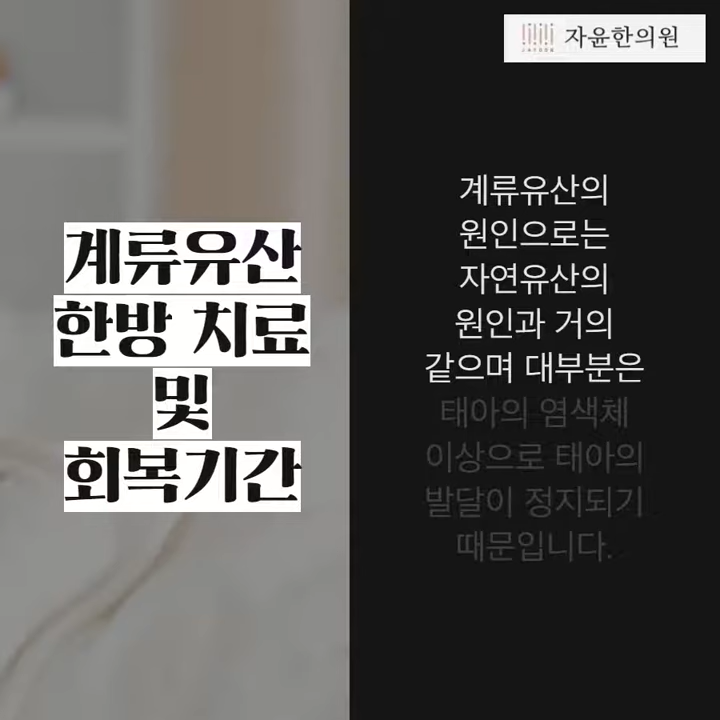 자윤한의원
JAYOON
계류유산
한방 치료
및
회복기간
계류유산의
원인으로는
자연유산의
원인과 거의
같으며 대부분은
태아의 염색체
이상으로 태아의
발달이 정지되기
때문입니다.